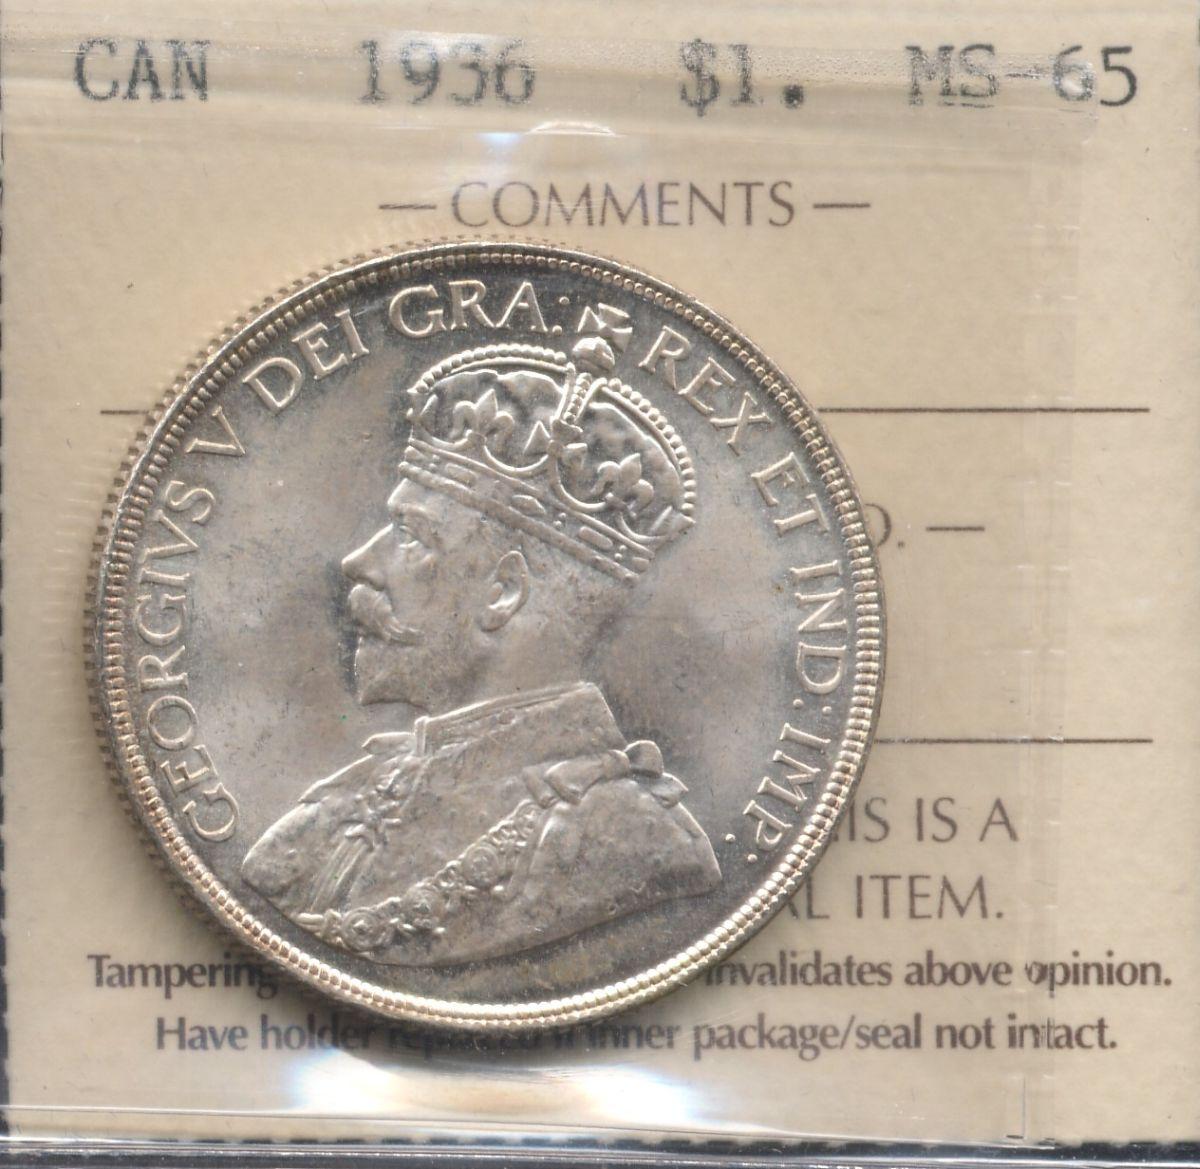 CAN 1936 $1. MS-65
— COMMENTS —
GEORGIVS V DEI GRA: REX ET IND: IMP:
. —
IS A
ITEM.
Tampering invalidates above opinion.
Have holder inner package/seal not intact.